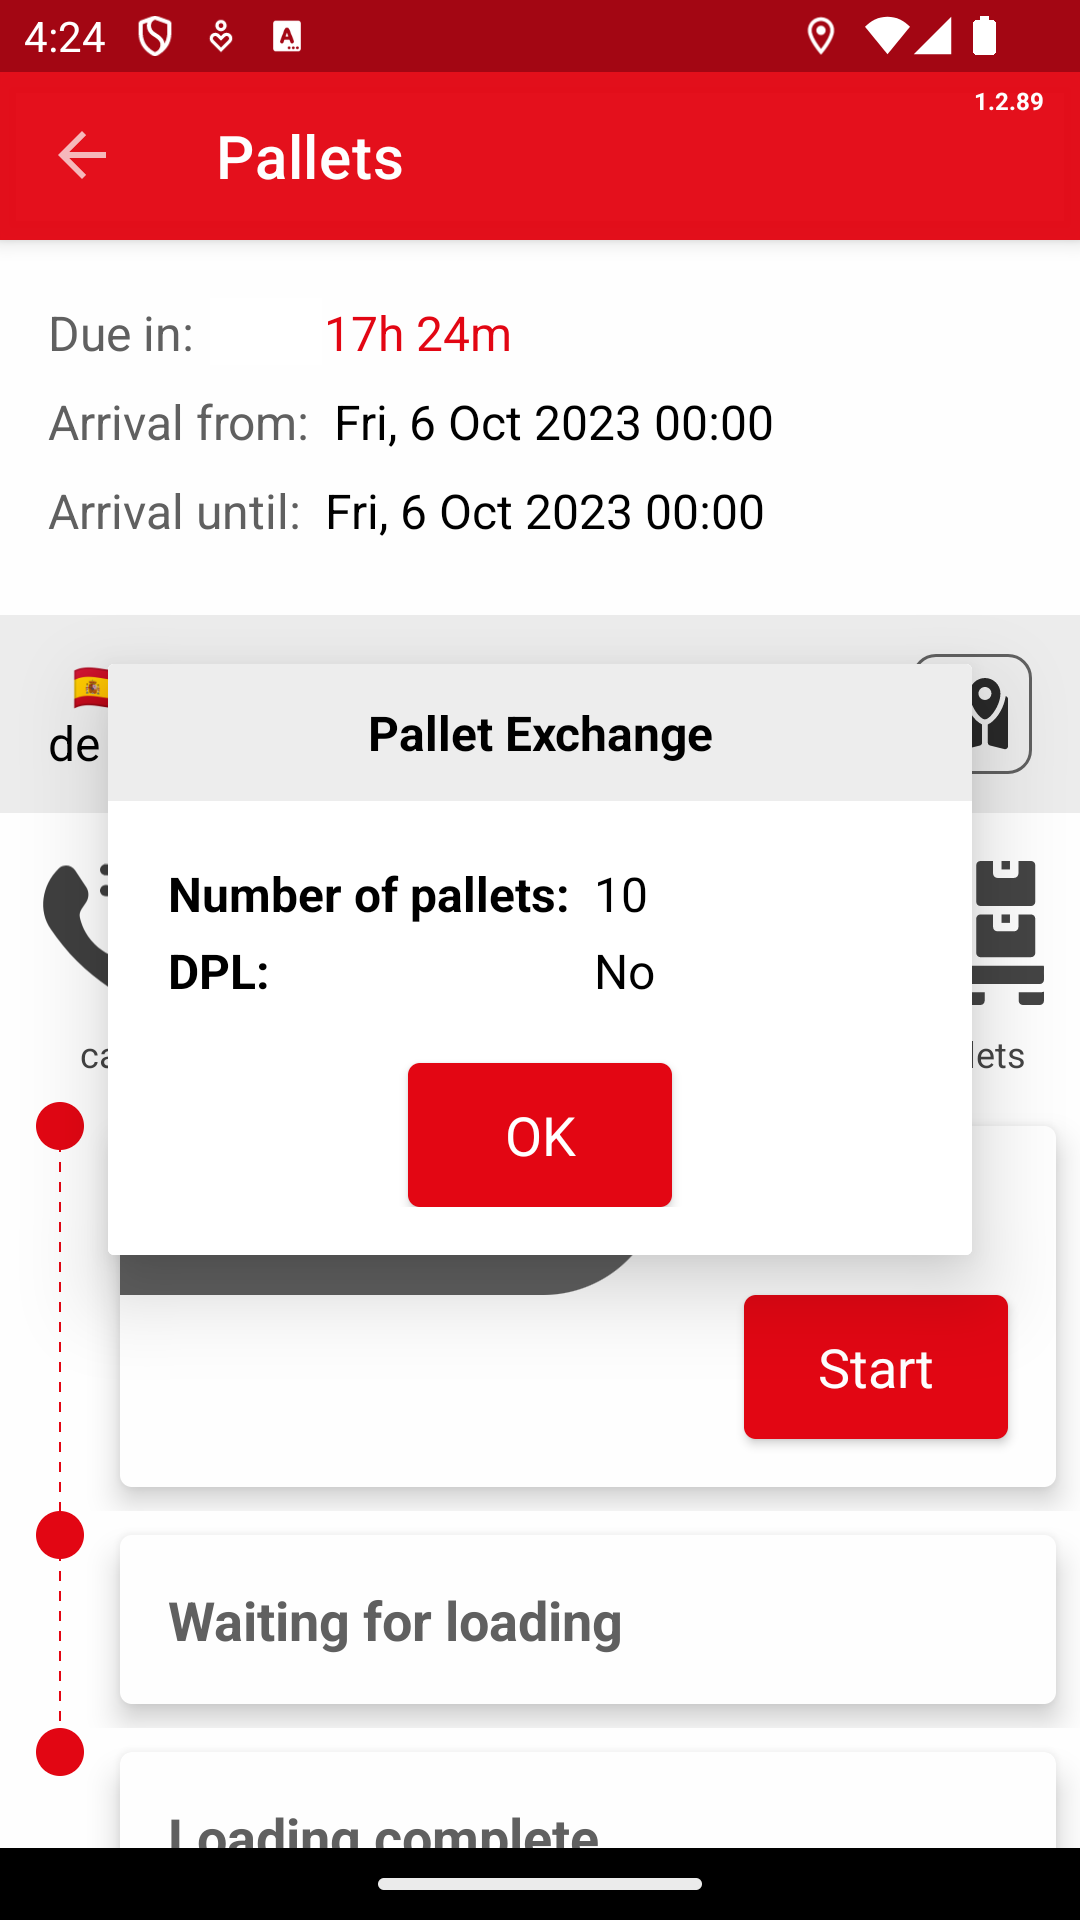 4:24
1.2.89
Pallets
Due in: 17h 24m
Arrival from: Fri, 6 Oct 2023 00:00
Arrival until: Fri, 6 Oct 2023 00:00
de
Pallet Exchange
Number of pallets: 10
DPL: No
ca
lets
OK
Start
Waiting for loading
Loading complete